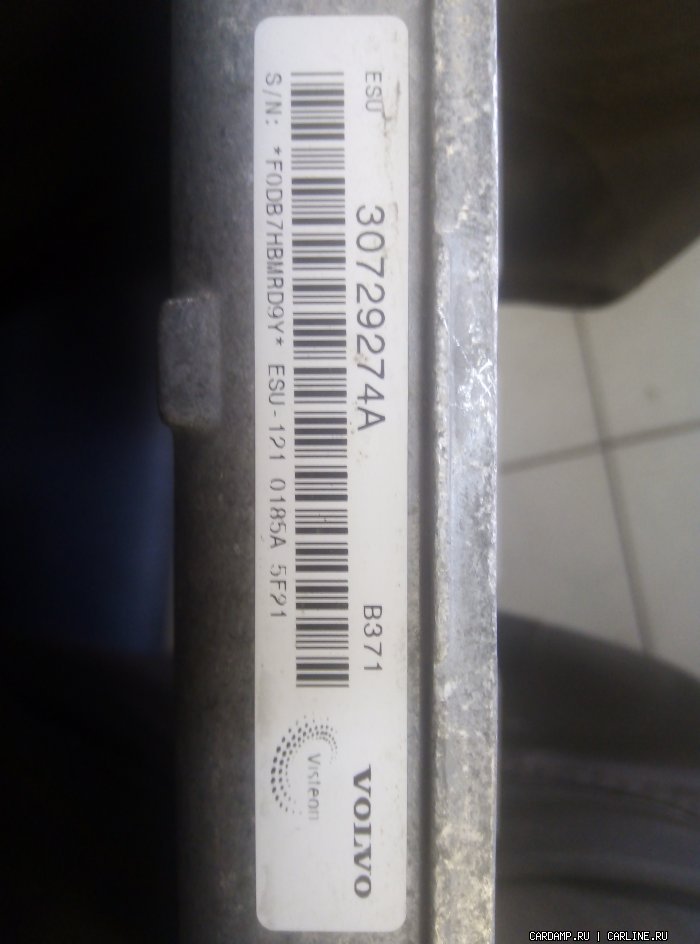 ESU 30729274A B371 VOLVO
S/N: *F0DB7HBMRD9Y* ESU-121 0185A 5F21
Visteon
CARDAMP.RU | CARLINE.RU